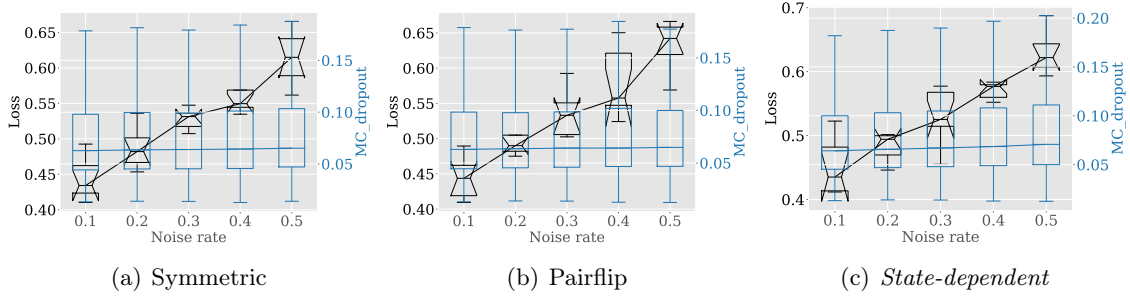 0.65
0.60
0.55
0.50
0.45
0.40
Loss
0.15
0.10
0.05
MC_dropout
0.1 0.2 0.3 0.4 0.5
Noise rate
(a) Symmetric
0.65
0.60
0.55
0.50
0.45
0.40
Loss
0.15
0.10
0.05
MC_dropout
0.1 0.2 0.3 0.4 0.5
Noise rate
(b) Pairflip
0.7
0.6
0.5
0.4
Loss
0.20
0.15
0.10
0.05
MC_dropout
0.1 0.2 0.3 0.4 0.5
Noise rate
(c) State-dependent